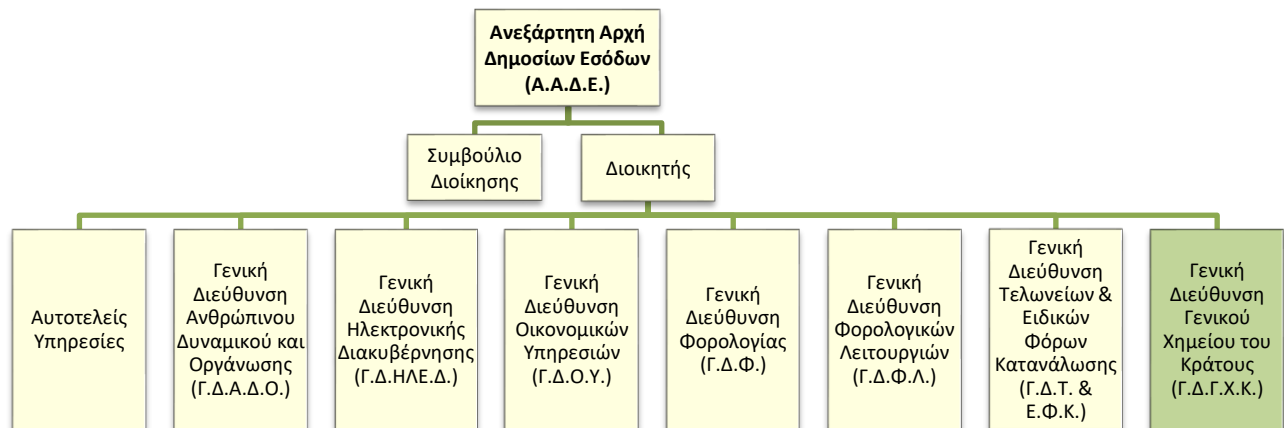 Ανεξάρτητη Αρχή
Δημοσίων Εσόδων
(Α.Α.Δ.Ε.)
Συμβούλιο
Διοίκησης
Διοικητής
Αυτοτελείς
Υπηρεσίες
Γενική
Διεύθυνση
Ανθρώπινου
Δυναμικού και
Οργάνωσης
(Γ.Δ.Α.Δ.Ο.)
Γενική
Διεύθυνση
Ηλεκτρονικής
Διακυβέρνησης
(Γ.Δ.ΗΛΕ.Δ.)
Γενική
Διεύθυνση
Οικονομικών
Υπηρεσιών
(Γ.Δ.Ο.Υ.)
Γενική
Διεύθυνση
Φορολογίας
(Γ.Δ.Φ.)
Γενική
Διεύθυνση
Φορολογικών
Λειτουργιών
(Γ.Δ.Φ.Λ.)
Γενική
Διεύθυνση
Τελωνείων &
Ειδικών
Φόρων
Κατανάλωσης
(Γ.Δ.Τ. &
Ε.Φ.Κ.)
Γενική
Διεύθυνση
Γενικού
Χημείου του
Κράτους
(Γ.Δ.Γ.Χ.Κ.)